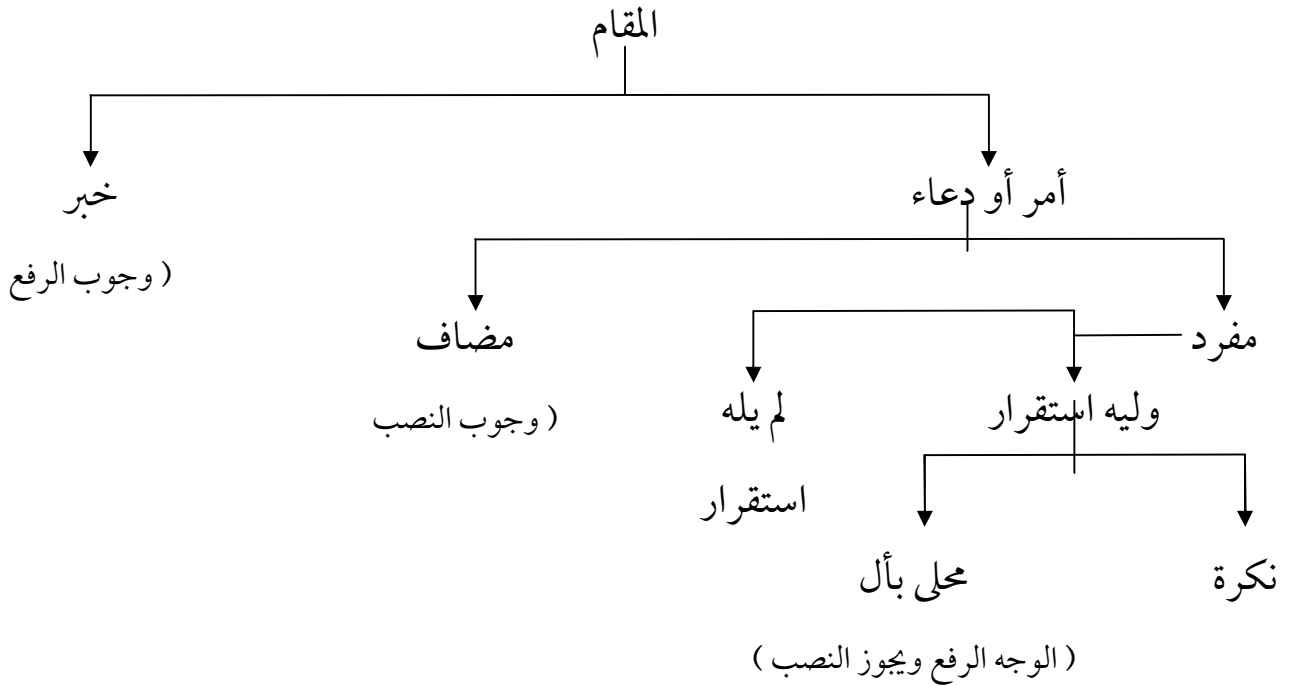 المقام
أمر أو دعاء
خبر
( وجوب الرفع
مفرد
مضاف
( وجوب النصب
وليه استقرار
لم يله
استقرار
نكرة
محلى بأل
( الوجه الرفع ويجوز النصب )